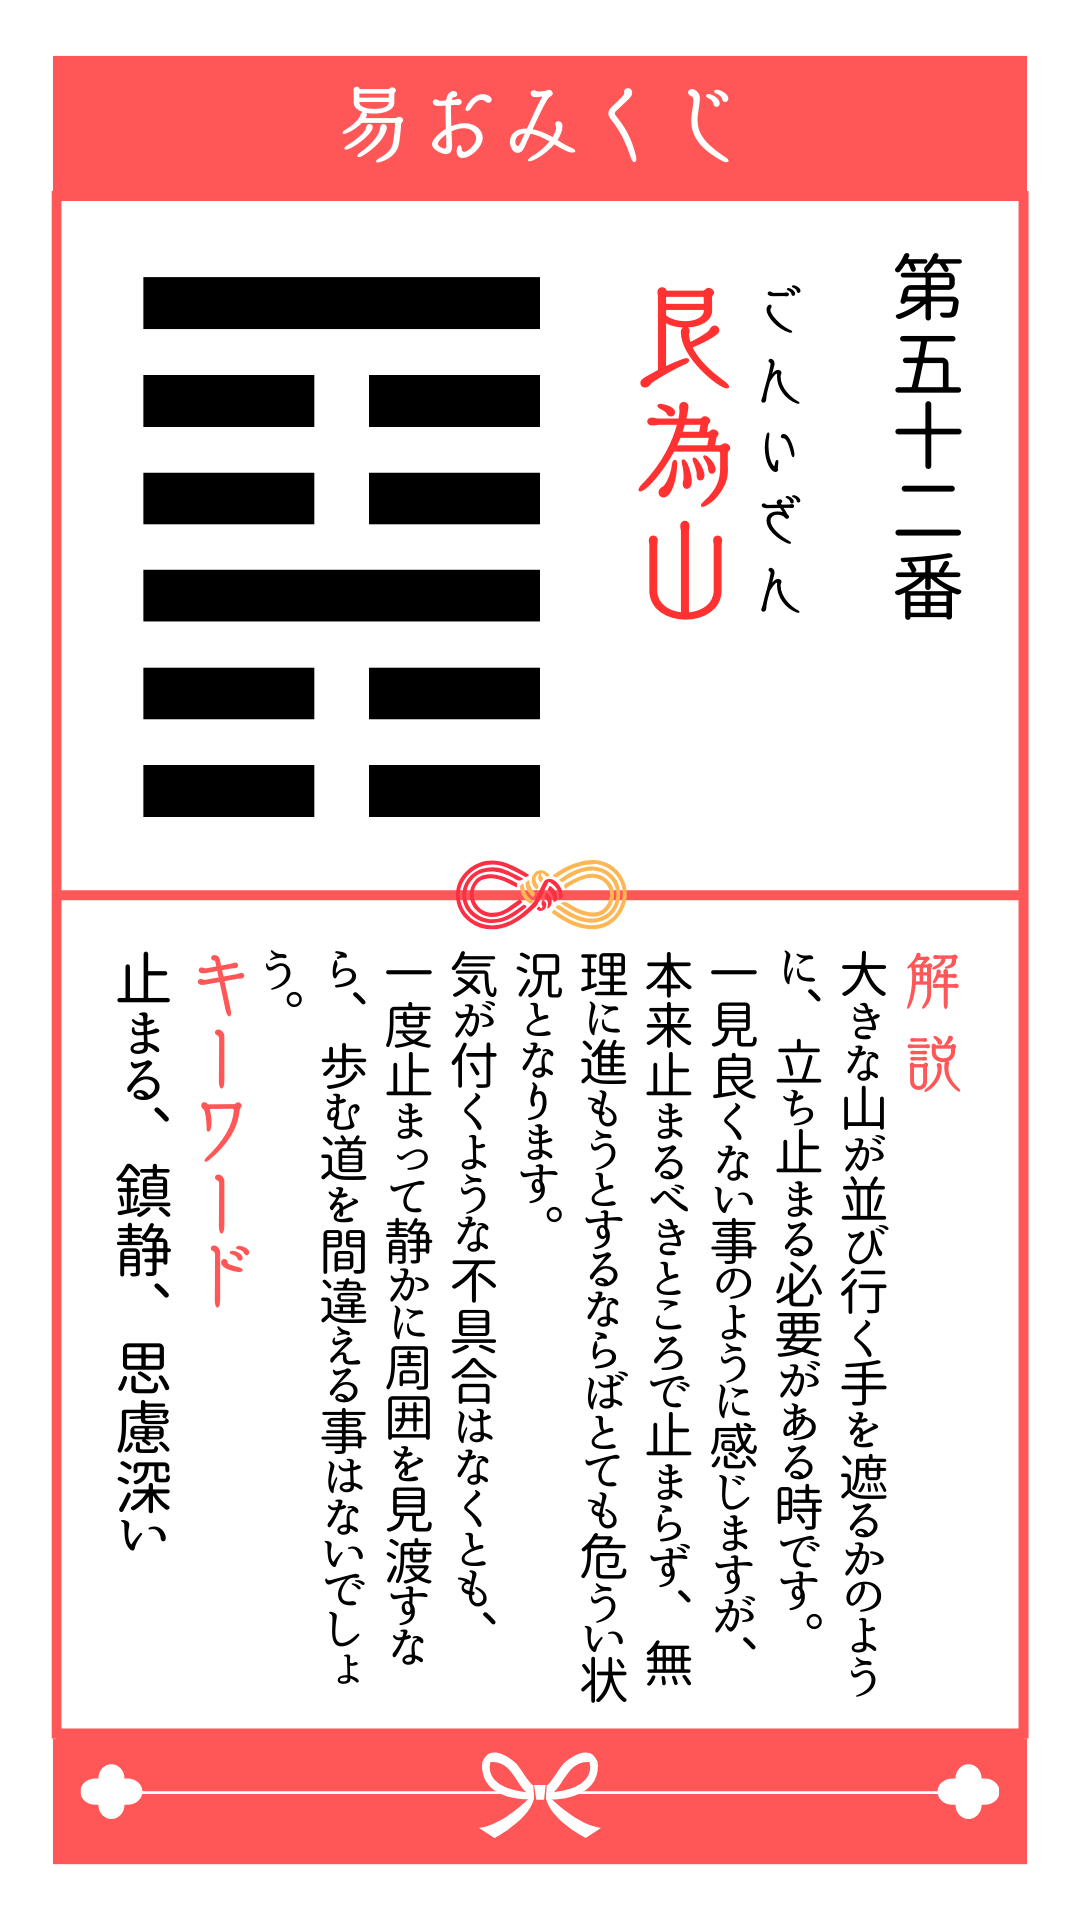 易おみくじ
第五十二番
ごんいざん
艮為山
解説
大きな山が並び行く手を遮るかのよう
に、立ち止まる必要がある時です。
一見良くない事のように感じますが、
本来止まるべきところで止まらず、無
理に進もうとするならばとても危うい状
況となります。
気が付くような不具合はなくとも、
一度止まって静かに周囲を見渡すな
ら、歩む道を間違える事はないでしょ
う。
キーワード
止まる、鎮静、思慮深い